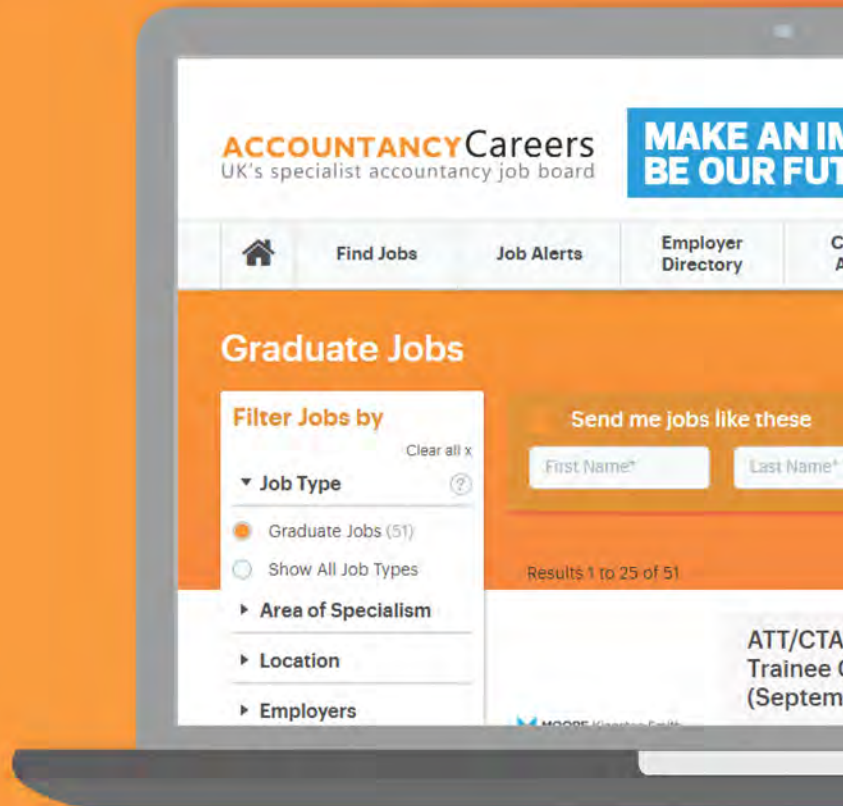 ACCOUNTANCYCareers
UK's specialist accountancy job board
MAKE AN IM
BE OUR FUT
Find Jobs
Job Alerts
Employer
Directory
C
A
Graduate Jobs
Filter Jobs by
Clear all x
Job Type
?
Graduate Jobs (51)
Show All Job Types
Area of Specialism
Location
Employers
Send me jobs like these
First Name*
Last Name*
Results 1 to 25 of 51
ATT/CTA
Trainee
(Septem
MOORE Kingston Smith